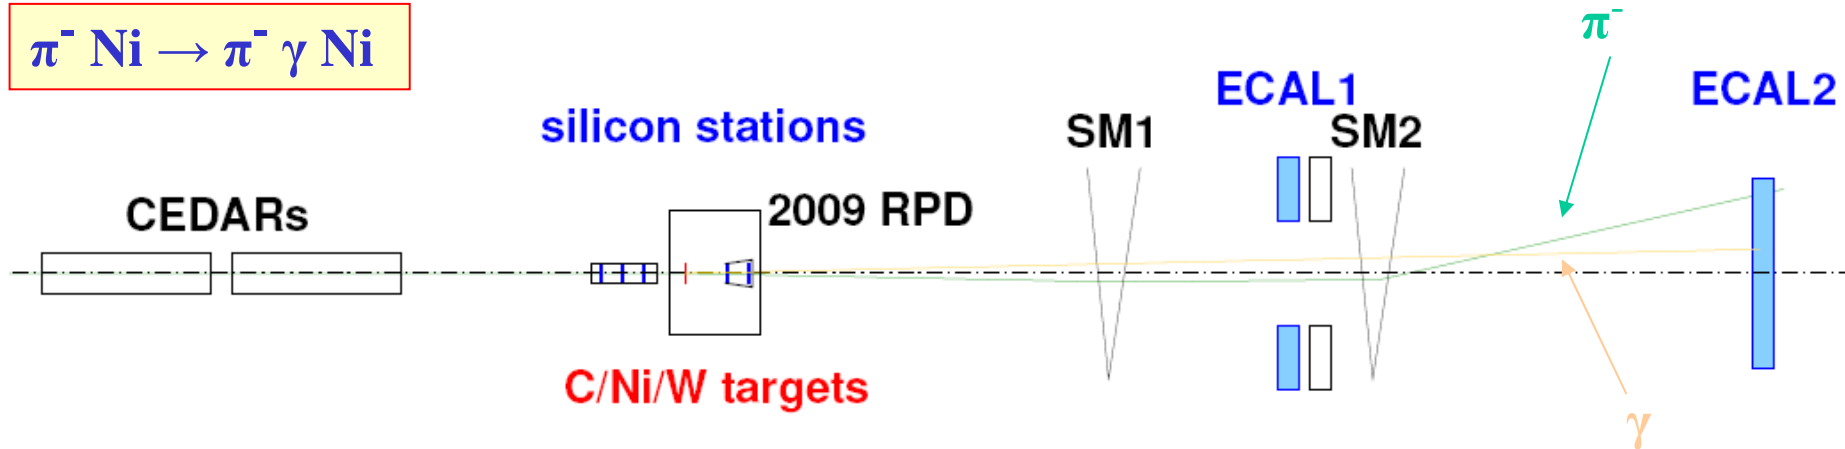 π⁻ Ni → π⁻ γ Ni
π⁻
ECAL1
ECAL2
silicon stations
SM1
SM2
CEDARs
2009 RPD
C/Ni/W targets
γ